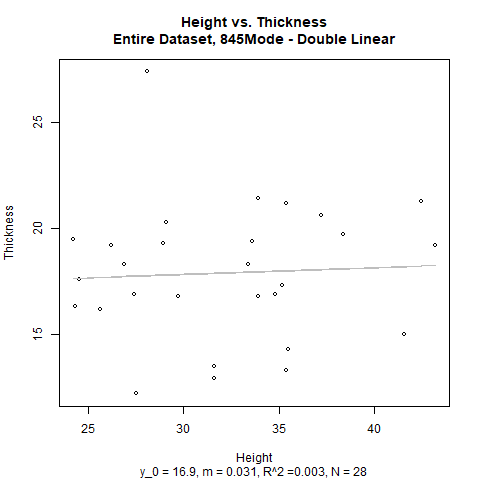 Height vs. Thickness
Entire Dataset, 845Mode - Double Linear
Thickness
25
20
15
25 30 35 40
Height
y_0 = 16.9, m = 0.031, R^2 =0.003, N = 28